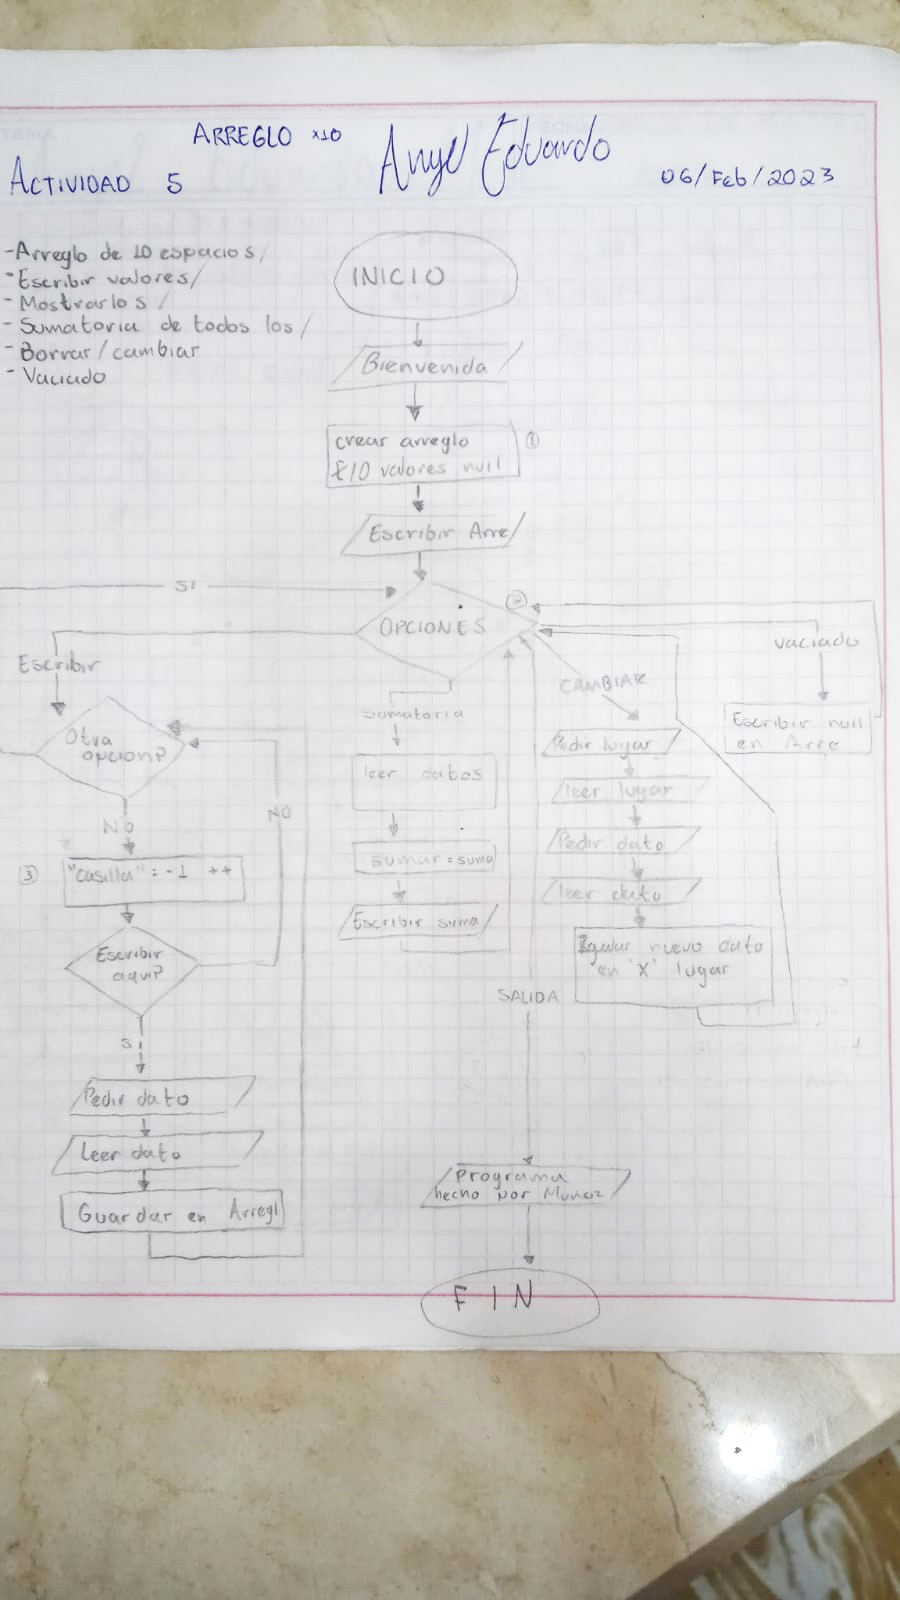 ARREGLO x10
Angel Eduardo
ACTIVIDAD 5
06/Feb/2023
-Arreglo de 10 espacios/
-Escribir valores/
-Mostrarlos/
-Sumatoria de todos los/
-Borrar/cambiar
-Vaciado
INICIO
Bienvenida
crear arreglo
10 valores null
1
Escribir Arre
SI
OPCIONES
2
Escribir
Sumatoria
CAMBIAR
vaciado
Otra
opcion?
NO
"casilla" = -1 ++
3
Escribir
aqui?
NO
SI
Pedir dato
Leer dato
Guardar en Arregl
leer datos
sumar = suma
Escribir suma
Pedir lugar
leer lugar
Pedir dato
leer dato
Igualar nuevo dato
en 'X' lugar
Escribir null
en Arre
SALIDA
Programa
hecho por Muñoz
FIN